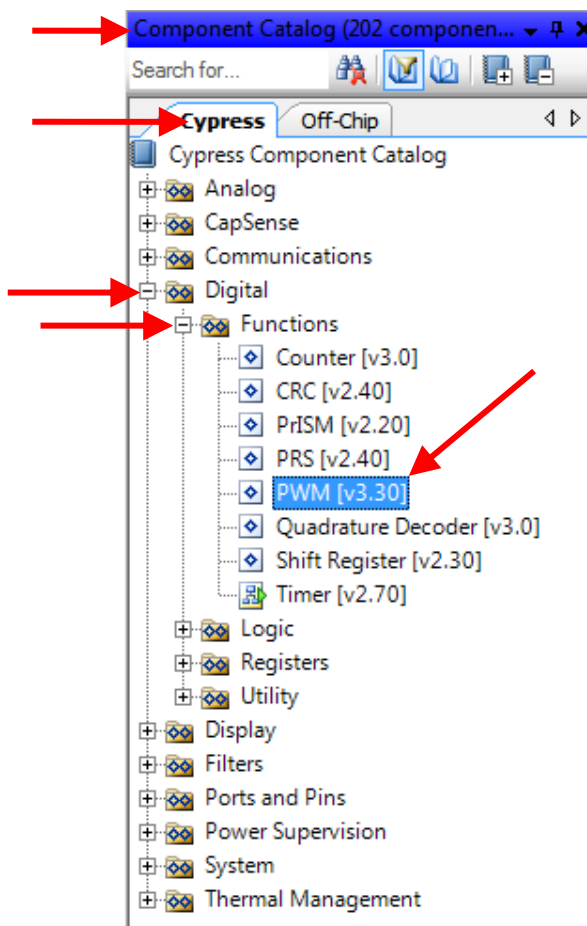 Component Catalog (202 componen...
Search for...
Cypress Off-Chip
Cypress Component Catalog
Analog
CapSense
Communications
Digital
Functions
Counter [v3.0]
CRC [v2.40]
PrISM [v2.20]
PRS [v2.40]
PWM [v3.30]
Quadrature Decoder [v3.0]
Shift Register [v2.30]
Timer [v2.70]
Logic
Registers
Utility
Display
Filters
Ports and Pins
Power Supervision
System
Thermal Management